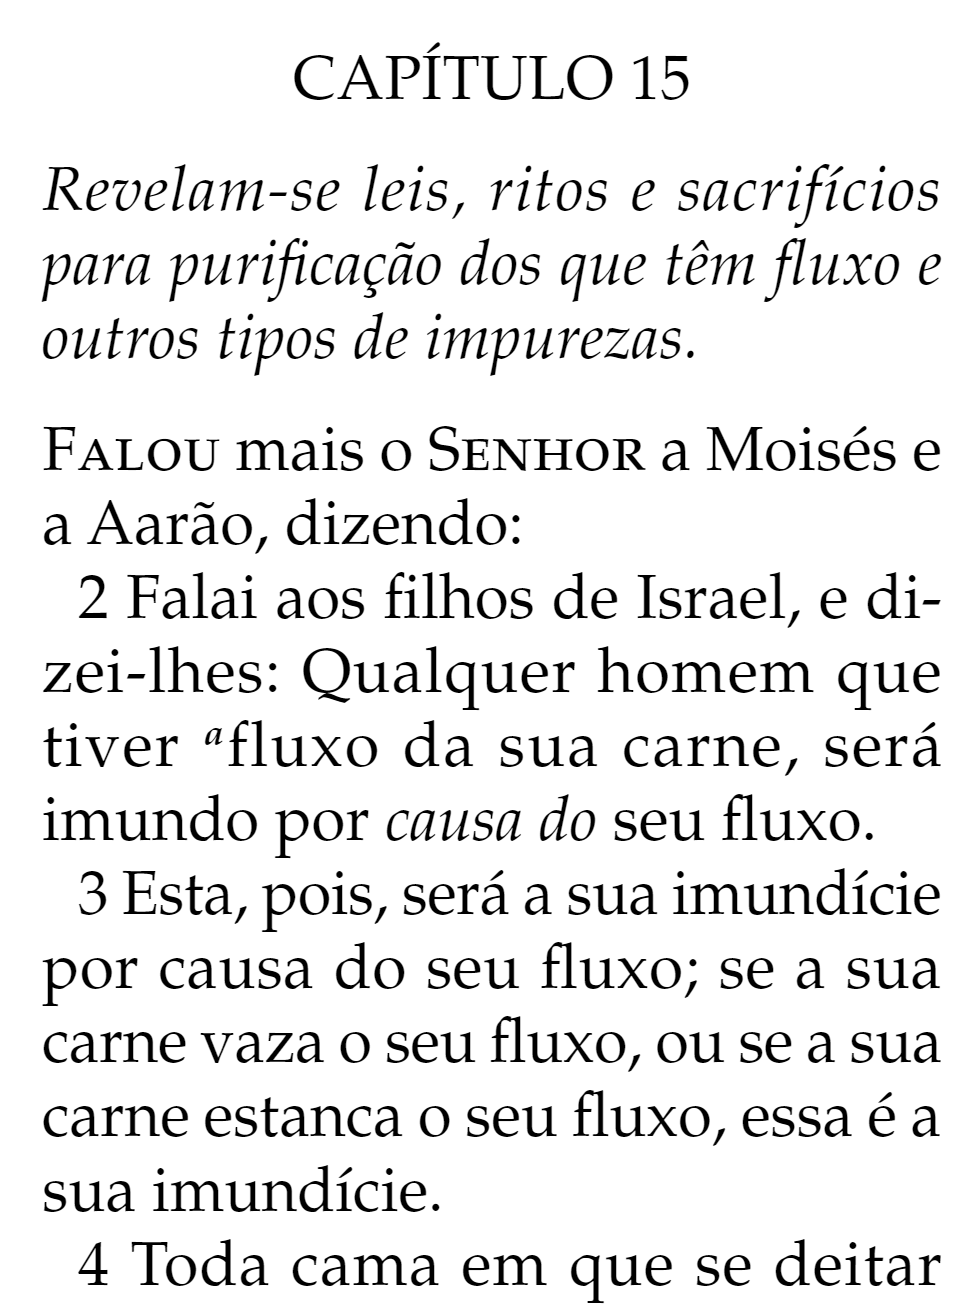 CAPÍTULO 15
Revelam-se leis, ritos e sacrifícios
para purificação dos que têm fluxo e
outros tipos de impurezas.
FALOU mais o SENHOR a Moisés e
a Aarão, dizendo:
2 Falai aos filhos de Israel, e di-
zei-lhes: Qualquer homem que
tiver ᵃfluxo da sua carne, será
imundo por causa do seu fluxo.
3 Esta, pois, será a sua imundície
por causa do seu fluxo; se a sua
carne vaza o seu fluxo, ou se a sua
carne estanca o seu fluxo, essa é a
sua imundície.
4 Toda cama em que se deitar